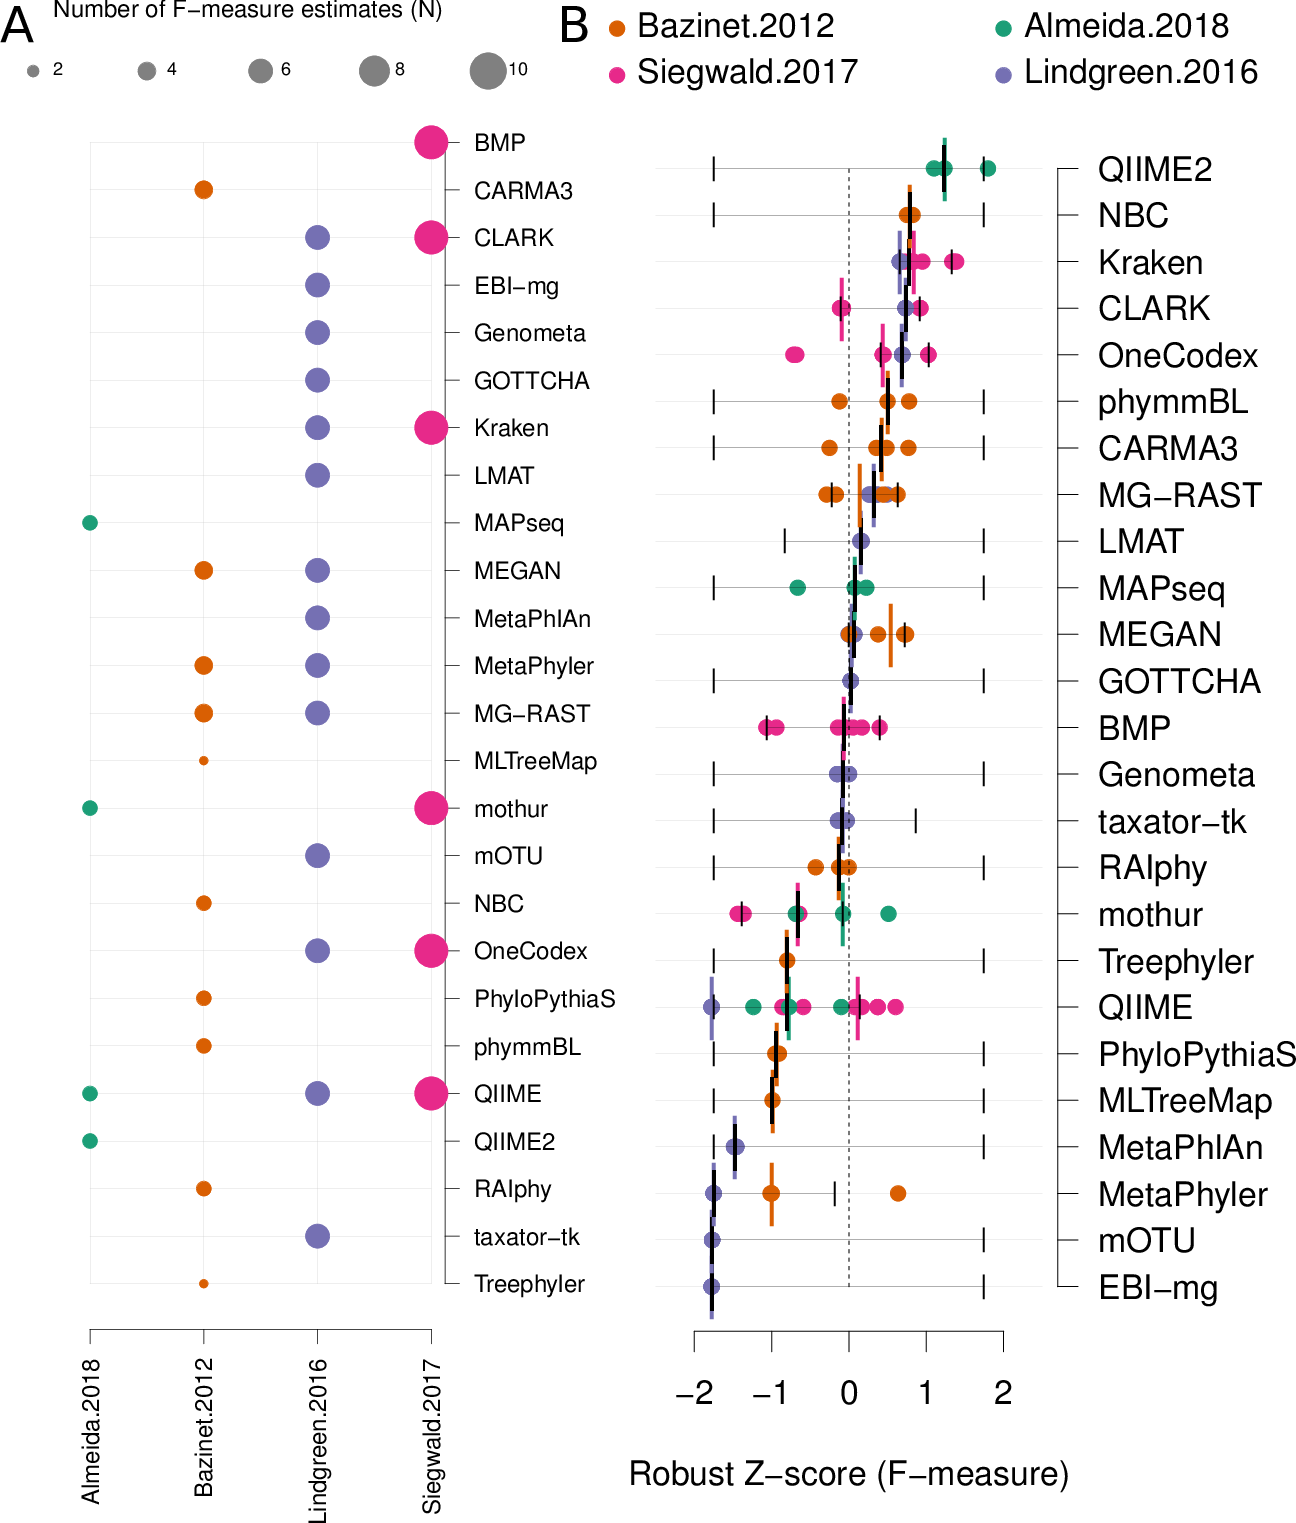 A
Number of F−measure estimates (N)
2
4
6
8
10
BMP
CARMA3
CLARK
EBI−mg
Genometa
GOTTCHA
Kraken
LMAT
MAPseq
MEGAN
MetaPhlAn
MetaPhyler
MG−RAST
MLTreeMap
mothur
mOTU
NBC
OneCodex
PhyloPythiaS
phymmBL
QIIME
QIIME2
RAIphy
taxator−tk
Treephyler
Almeida.2018
Bazinet.2012
Lindgreen.2016
Siegwald.2017
B
Bazinet.2012
Almeida.2018
Siegwald.2017
Lindgreen.2016
QIIME2
NBC
Kraken
CLARK
OneCodex
phymmBL
CARMA3
MG−RAST
LMAT
MAPseq
MEGAN
GOTTCHA
BMP
Genometa
taxator−tk
RAIphy
mothur
Treephyler
QIIME
PhyloPythiaS
MLTreeMap
MetaPhlAn
MetaPhyler
mOTU
EBI−mg
−2
−1
0
1
2
Robust Z−score (F−measure)